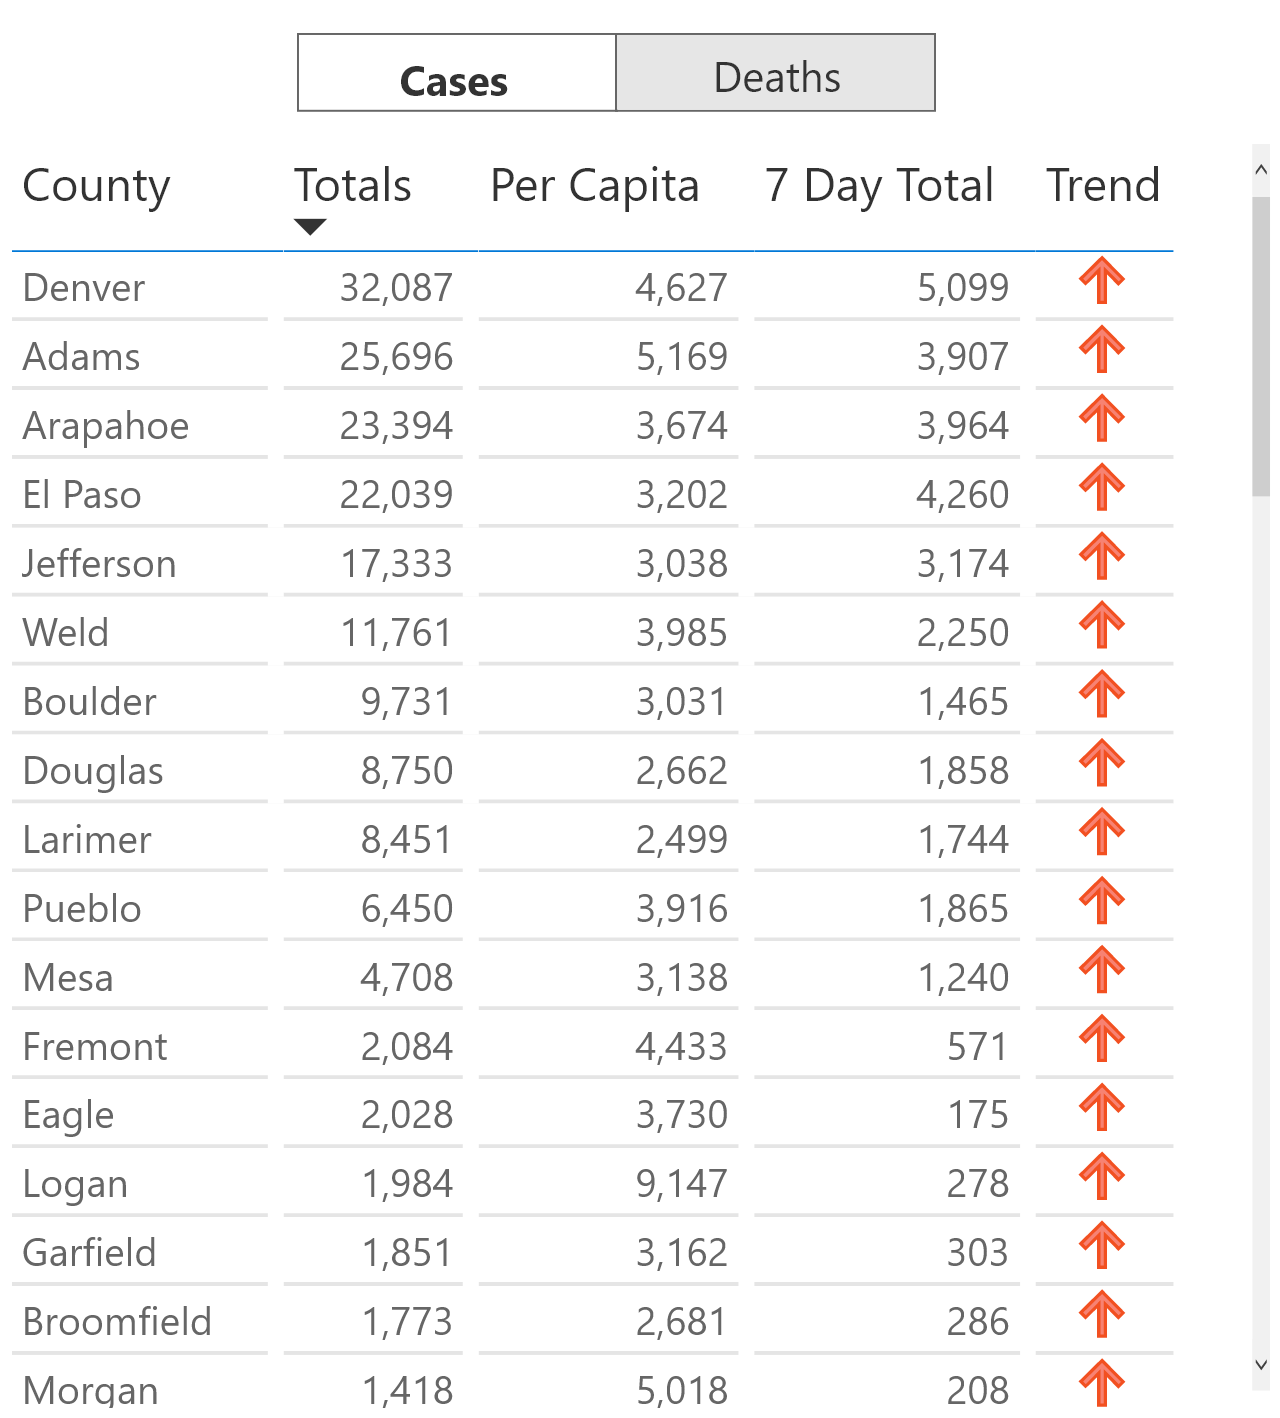 Cases Deaths
County Totals Per Capita 7 Day Total Trend
Denver 32,087 4,627 5,099
Adams 25,696 5,169 3,907
Arapahoe 23,394 3,674 3,964
El Paso 22,039 3,202 4,260
Jefferson 17,333 3,038 3,174
Weld 11,761 3,985 2,250
Boulder 9,731 3,031 1,465
Douglas 8,750 2,662 1,858
Larimer 8,451 2,499 1,744
Pueblo 6,450 3,916 1,865
Mesa 4,708 3,138 1,240
Fremont 2,084 4,433 571
Eagle 2,028 3,730 175
Logan 1,984 9,147 278
Garfield 1,851 3,162 303
Broomfield 1,773 2,681 286
Morgan 1,418 5,018 208